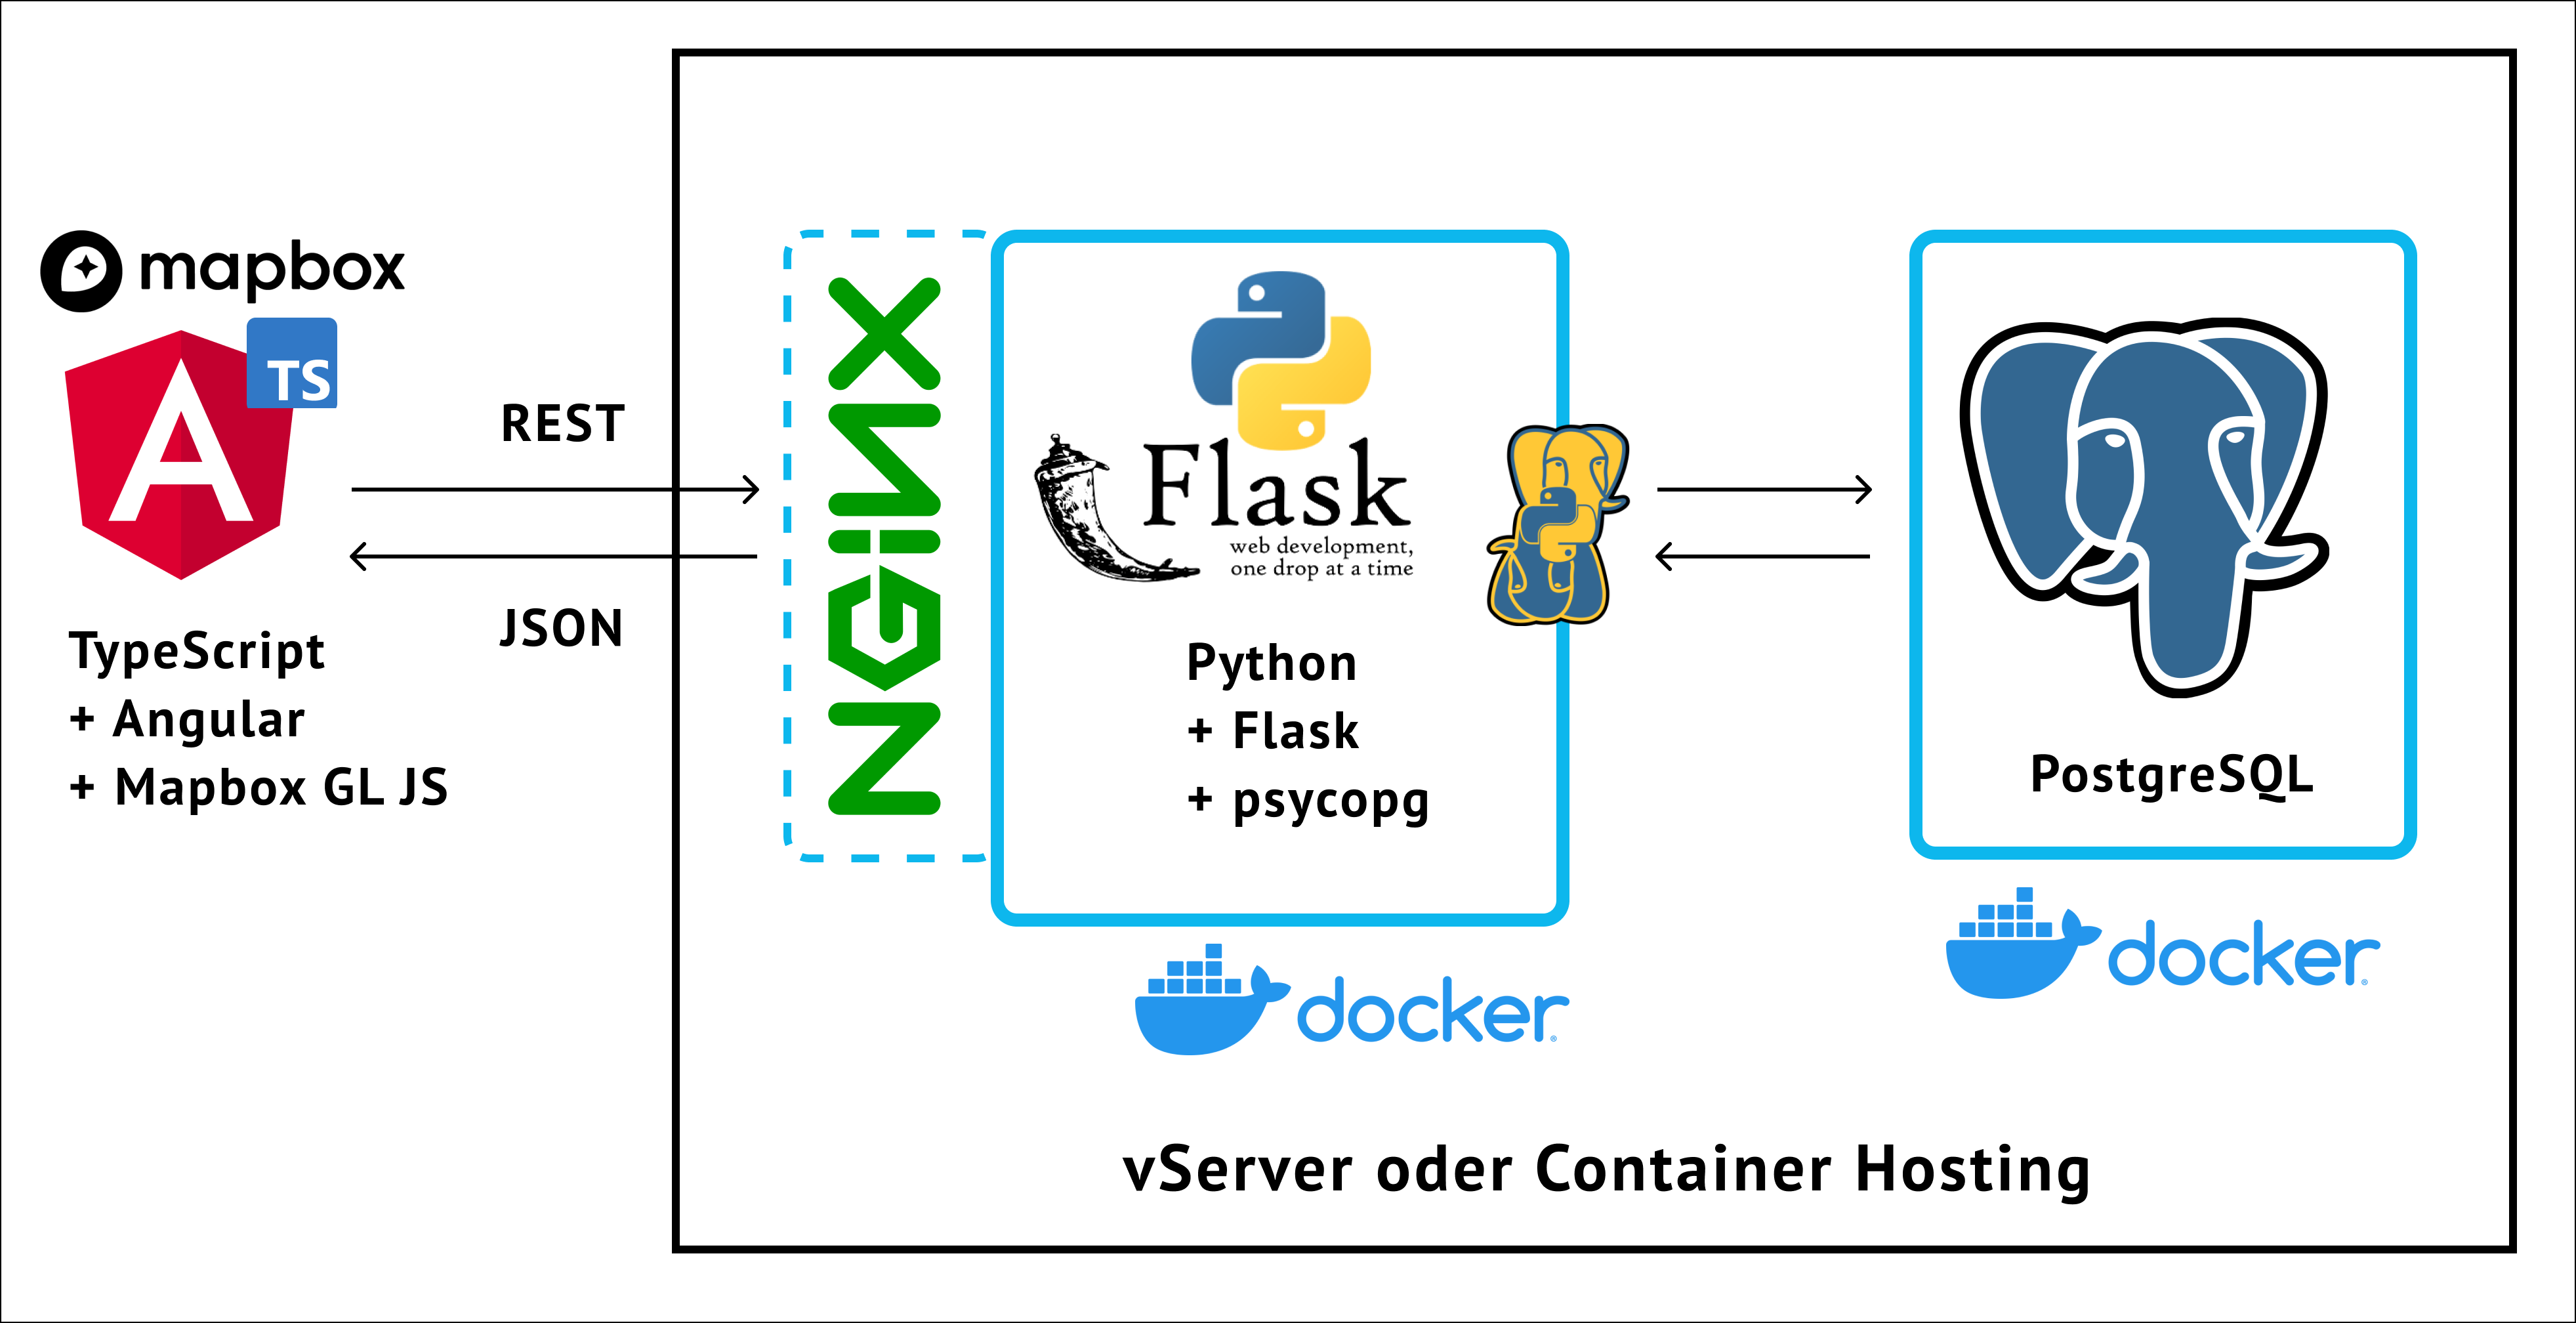 mapbox
TS
TypeScript
+ Angular
+ Mapbox GL JS
REST
JSON
NGiNX
Flask
web development,
one drop at a time
Python
+ Flask
+ psycopg
docker®
PostgreSQL
docker®
vServer oder Container Hosting